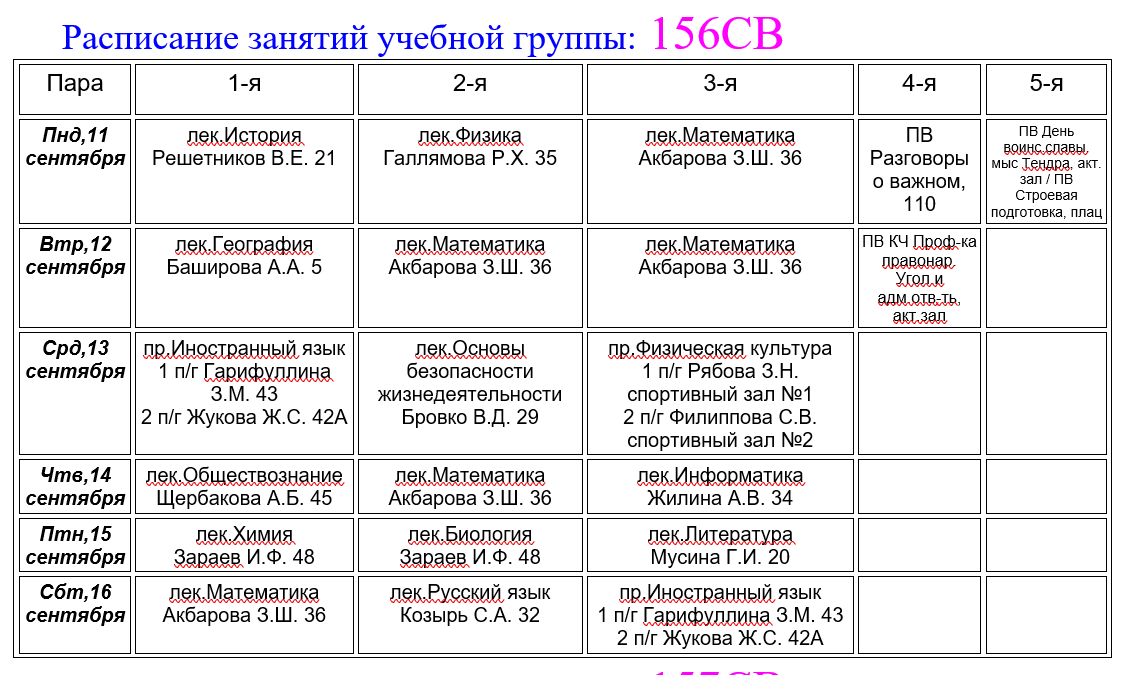 Расписание занятий учебной группы: 156СВ
Пара
1-я
2-я
3-я
4-я
5-я
Пнд,11
сентября
лек.История
Решетников В.Е. 21
лек.Физика
Галлямова Р.Х. 35
лек.Математика
Акбарова З.Ш. 36
ПВ
Разговоры
о важном,
110
ПВ День
воинс.славы,
мыс Тендра, акт.
зал / ПВ
Строевая
подготовка, плац
Втр,12
сентября
лек.География
Баширова А.А. 5
лек.Математика
Акбарова З.Ш. 36
лек.Математика
Акбарова З.Ш. 36
ПВ КЧ Проф-ка
правонар.
Угол.и
адм.отв-ть,
акт.зал
Срд,13
сентября
пр.Иностранный язык
1 п/г Гарифуллина
З.М. 43
2 п/г Жукова Ж.С. 42А
лек.Основы
безопасности
жизнедеятельности
Бровко В.Д. 29
пр.Физическая культура
1 п/г Рябова З.Н.
спортивный зал №1
2 п/г Филиппова С.В.
спортивный зал №2
Чтв,14
сентября
лек.Обществознание
Щербакова А.Б. 45
лек.Математика
Акбарова З.Ш. 36
лек.Информатика
Жилина А.В. 34
Птн,15
сентября
лек.Химия
Зараев И.Ф. 48
лек.Биология
Зараев И.Ф. 48
лек.Литература
Мусина Г.И. 20
Сбт,16
сентября
лек.Математика
Акбарова З.Ш. 36
лек.Русский язык
Козырь С.А. 32
пр.Иностранный язык
1 п/г Гарифуллина З.М. 43
2 п/г Жукова Ж.С. 42А